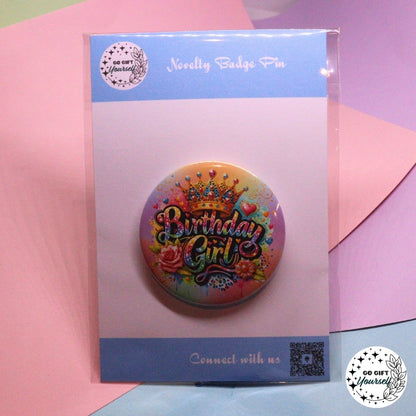 GO GIFT
Yourself
Novelty Badge Pin
Birthday
Girl
Connect with us
GO GIFT
Yourself